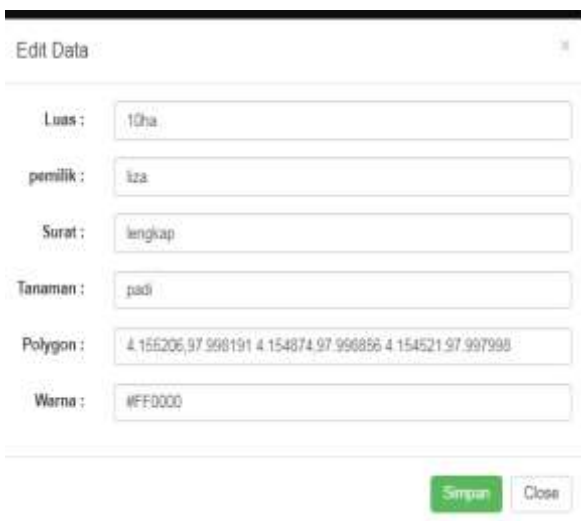 Edit Data ×
Luas : 10ha
pemilik : liza
Surat : lengkap
Tanaman : padi
Polygon : 4.155206,97.998191 4.154874,97.996856 4.154521,97.997998
Warna : #FF0000
Simpan Close